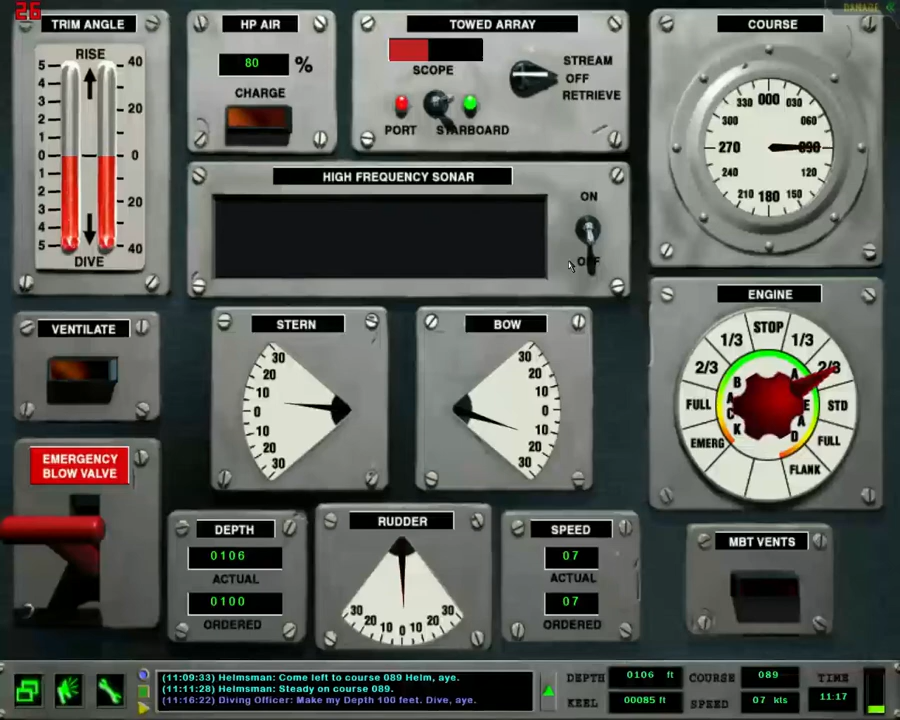 26
DAMAGE
TRIM ANGLE
RISE
5 40
4
3 20
2
1
0 0
1
2
3 20
4
5 40
DIVE
HP AIR
80 %
CHARGE
TOWED ARRAY
SCOPE
PORT STARBOARD
STREAM
OFF
RETRIEVE
COURSE
000
330 030
300 060
270 090
240 120
210 150
180
HIGH FREQUENCY SONAR
ON
OFF
VENTILATE
STERN
30
20
10
0
10
20
30
BOW
30
20
10
0
10
20
30
ENGINE
STOP
1/3 1/3
2/3 2/3
FULL STD
EMERG FULL
FLANK
BACK
AHEAD
EMERGENCY
BLOW VALVE
DEPTH
0106
ACTUAL
0100
ORDERED
RUDDER
30 20 10 0 10 20 30
SPEED
07
ACTUAL
07
ORDERED
MBT VENTS
(11:09:33) Helmsman: Come left to course 089 Helm, aye.
(11:11:28) Helmsman: Steady on course 089.
(11:16:22) Diving Officer: Make my Depth 100 feet. Dive, aye.
DEPTH 0106 ft COURSE 089 TIME
KEEL 00085 ft SPEED 07 kts 11:17